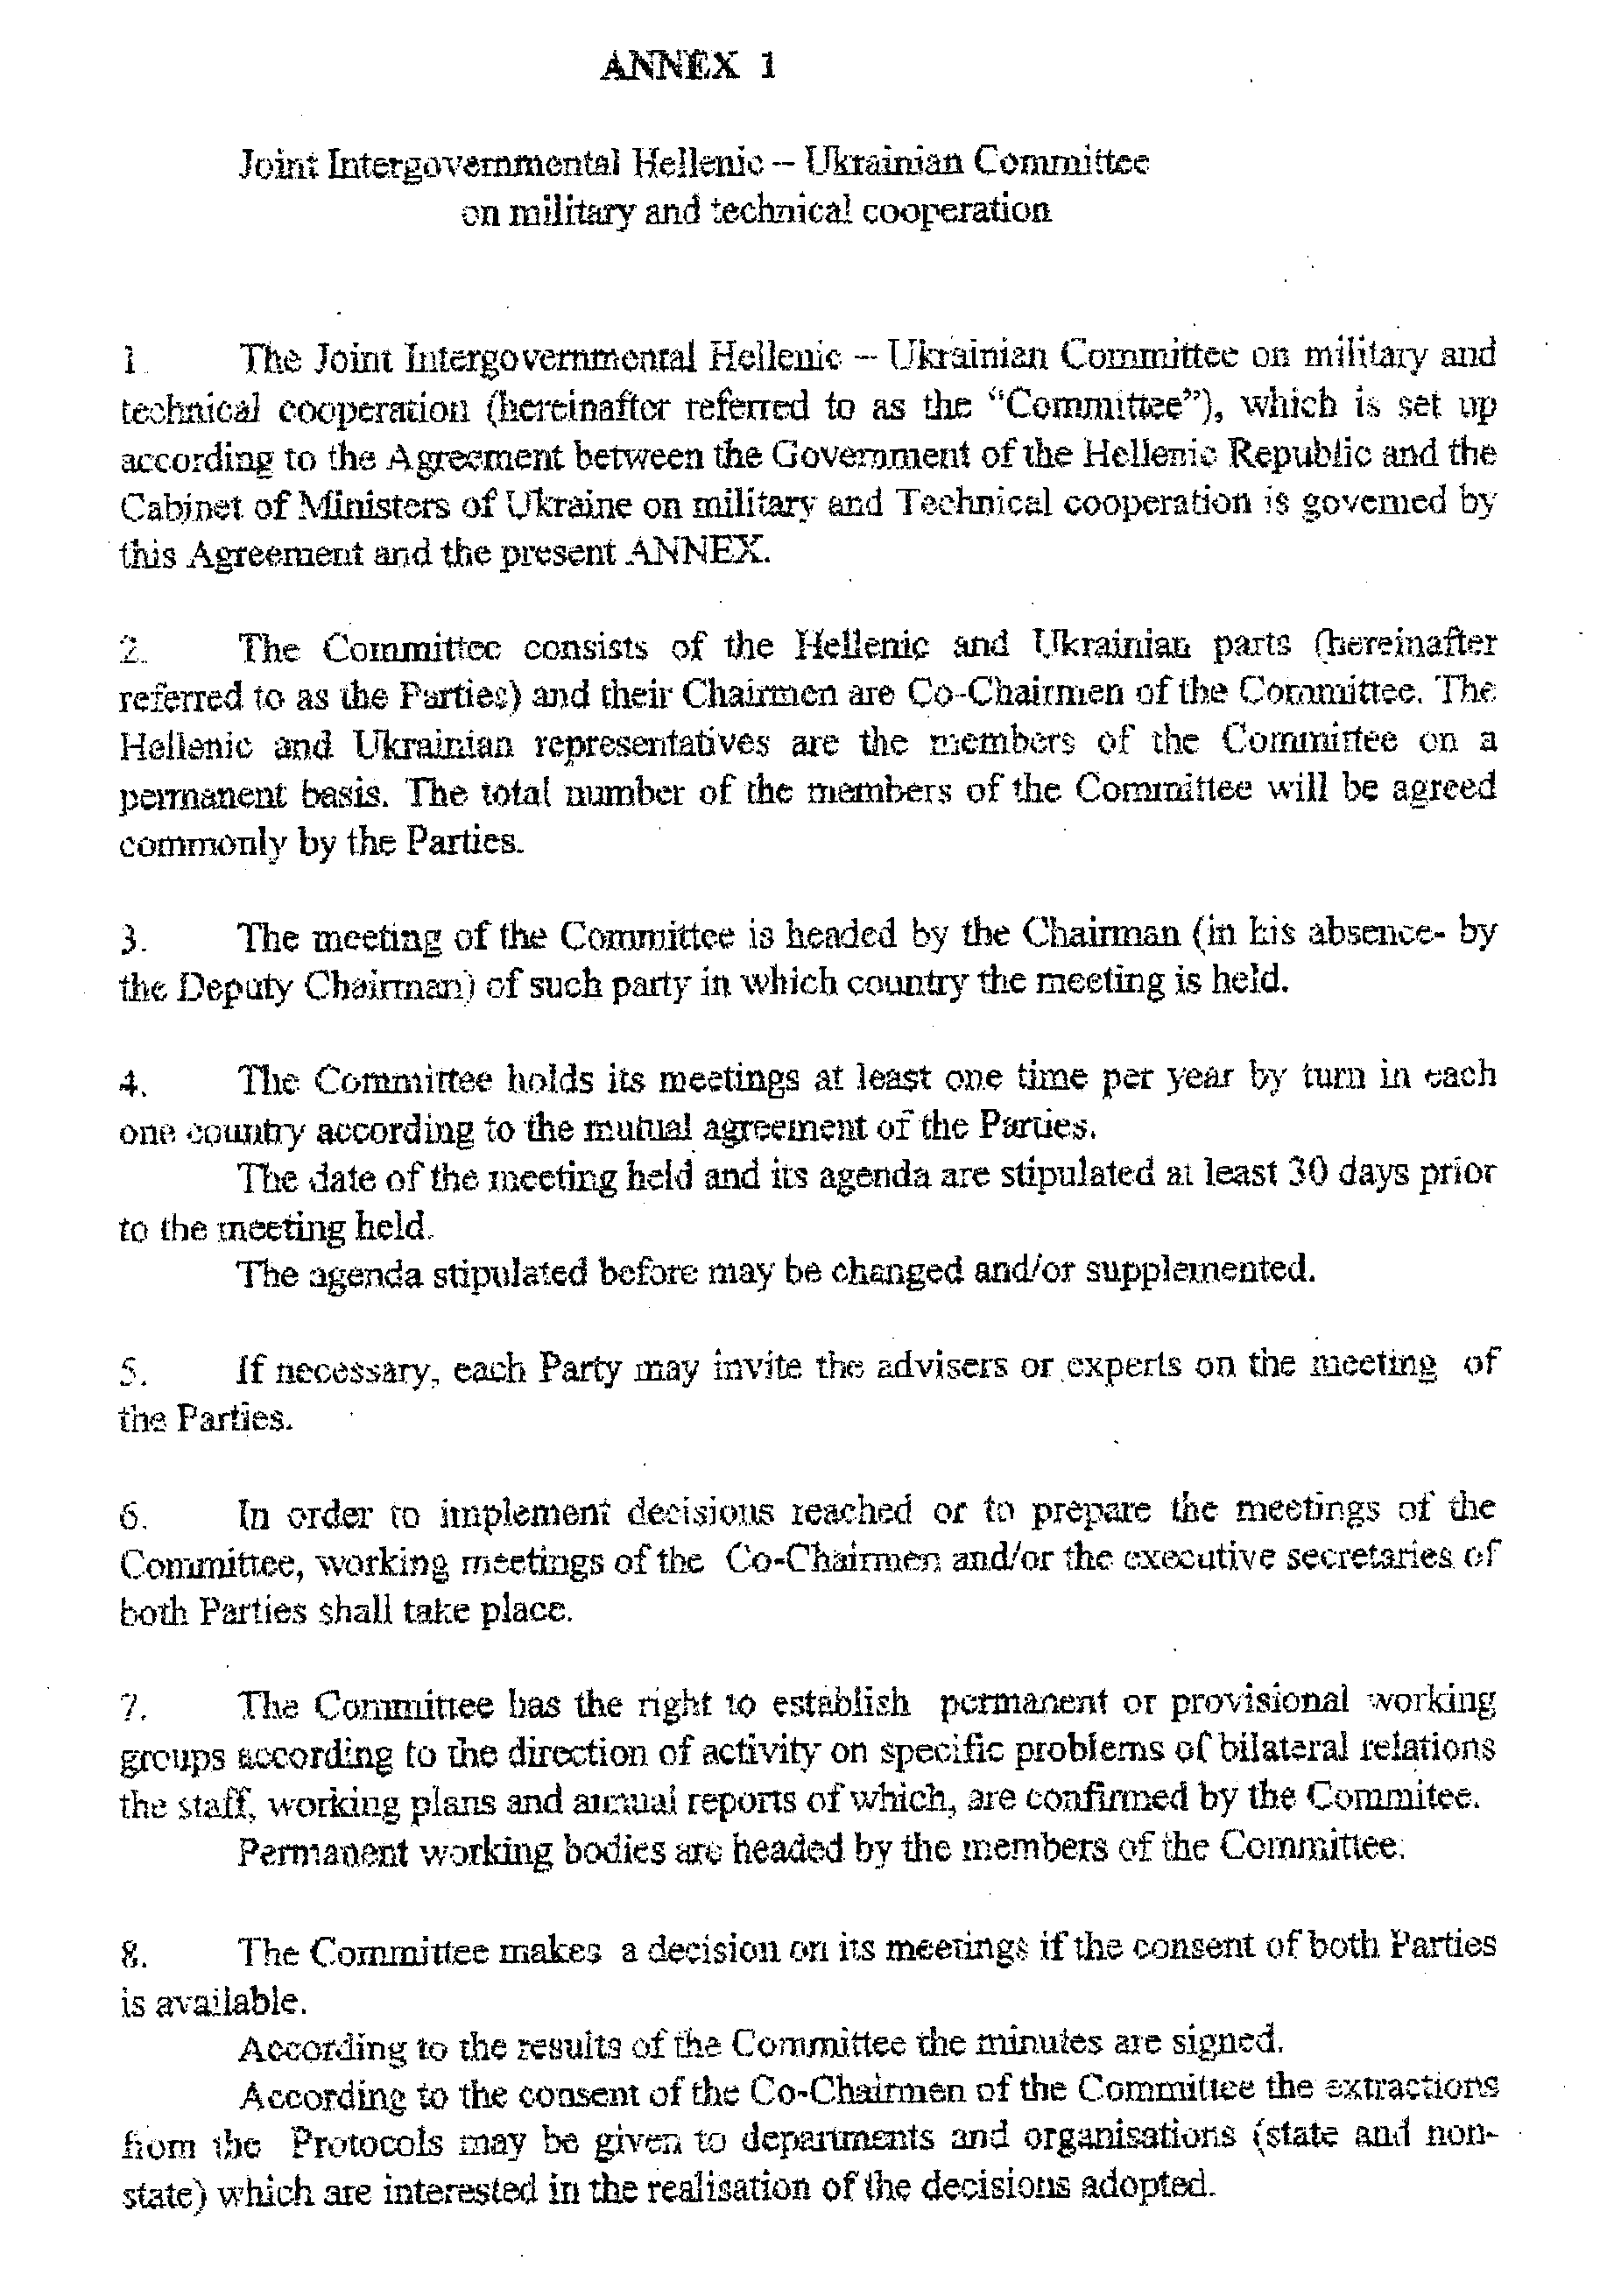 ANNEX 1
Joint Intergovernmental Hellenic – Ukrainian Committee
on military and technical cooperation
1. The Joint Intergovernmental Hellenic – Ukrainian Committee on military and
technical cooperation (hereinafter referred to as the “Committee”), which is set up
according to the Agreement between the Government of the Hellenic Republic and the
Cabinet of Ministers of Ukraine on military and Technical cooperation is governed by
this Agreement and the present ANNEX.
2. The Committee consists of the Hellenic and Ukrainian parts (hereinafter
referred to as the Parties) and their Chairmen are Co-Chairmen of the Committee. The
Hellenic and Ukrainian representatives are the members of the Committee on a
permanent basis. The total number of the members of the Committee will be agreed
commonly by the Parties.
3. The meeting of the Committee is headed by the Chairman (in his absence- by
the Deputy Chairman) of such party in which country the meeting is held.
4. The Committee holds its meetings at least one time per year by turn in each
one country according to the mutual agreement of the Parties.
The date of the meeting held and its agenda are stipulated at least 30 days prior
to the meeting held.
The agenda stipulated before may be changed and/or supplemented.
5. If necessary, each Party may invite the advisers or experts on the meeting of
the Parties.
6. In order to implement decisions reached or to prepare the meetings of the
Committee, working meetings of the Co-Chairmen and/or the executive secretaries of
both Parties shall take place.
7. The Committee has the right to establish permanent or provisional working
groups according to the direction of activity on specific problems of bilateral relations
the staff, working plans and annual reports of which, are confirmed by the Commitee.
Permanent working bodies are headed by the members of the Committee.
8. The Committee makes a decision on its meetings if the consent of both Parties
is available.
According to the results of the Committee the minutes are signed.
According to the consent of the Co-Chairmen of the Committee the extractions
from the Protocols may be given to departments and organisations (state and non-
state) which are interested in the realisation of the decisions adopted.